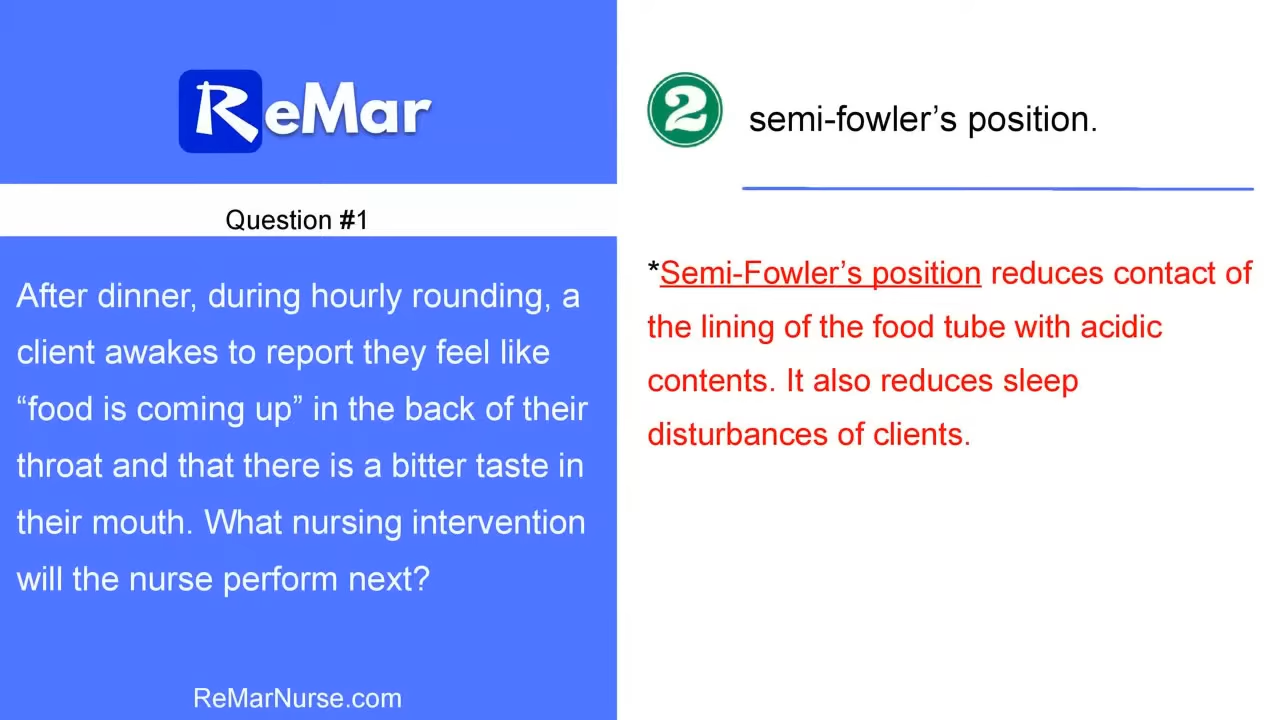 ReMar
Question #1
After dinner, during hourly rounding, a
client awakes to report they feel like
“food is coming up” in the back of their
throat and that there is a bitter taste in
their mouth. What nursing intervention
will the nurse perform next?
ReMarNurse.com
2
semi-fowler’s position.
*Semi-Fowler’s position reduces contact of
the lining of the food tube with acidic
contents. It also reduces sleep
disturbances of clients.